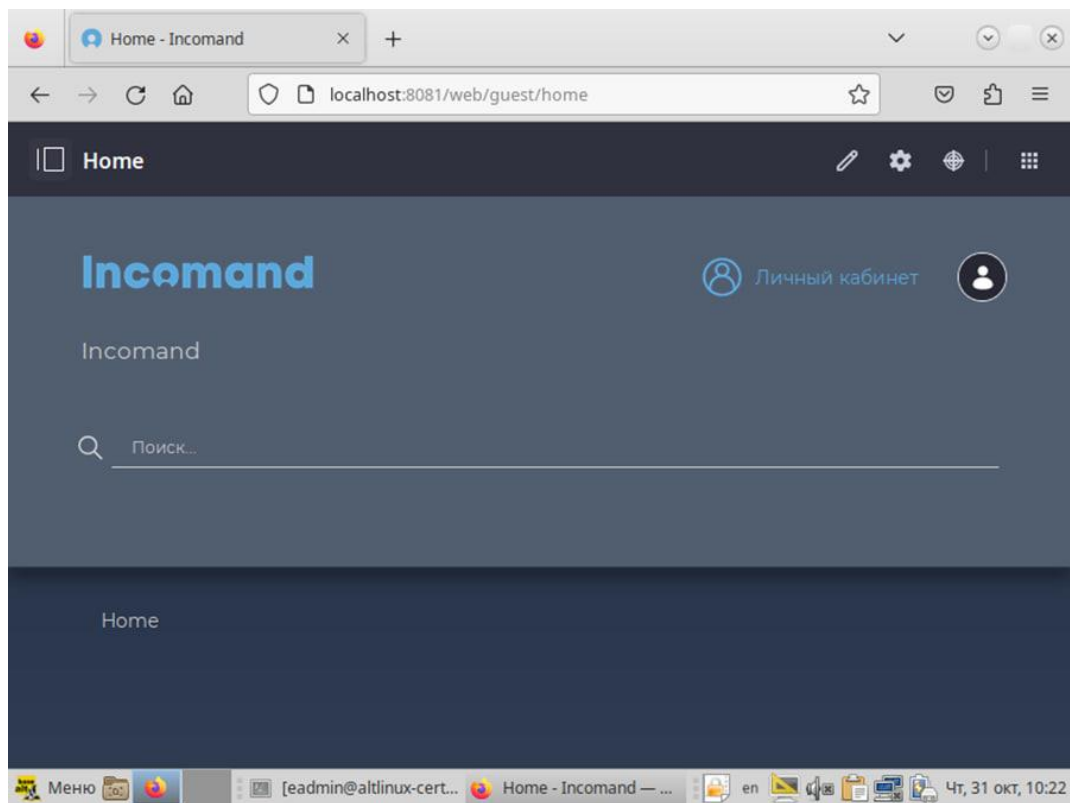 Home - Incomand
localhost:8081/web/guest/home
Home
Incomand
Личный кабинет
Incomand
Поиск...
Home
Меню [eadmin@altlinux-cert... Home - Incomand — ... en Чт, 31 окт, 10:22